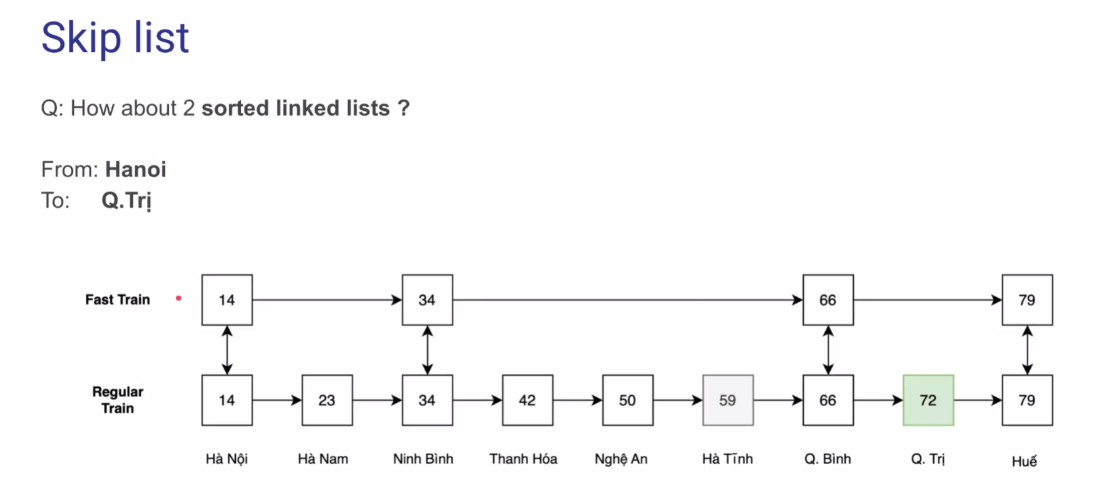 Skip list
Q: How about 2 sorted linked lists ?
From: Hanoi
To: Q.Trị
Fast Train 14 34 66 79
Regular
Train
14 23 34 42 50 59 66 72 79
Hà Nội Hà Nam Ninh Bình Thanh Hóa Nghệ An Hà Tĩnh Q. Bình Q. Trị Huế